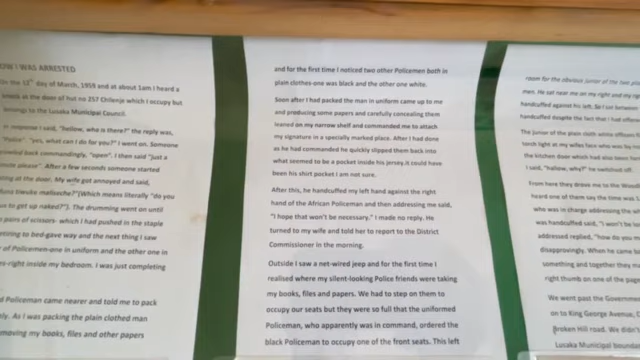 OW I WAS ARRESTED
On the 12th day of March, 1959 and at about 1am I heard a
at the door of hut no 257 Chilenje which I occupy but
belongs to the Lusaka Municipal Council.
response I said, "hallow, who is there?" the reply was,
"Police" "yes, what can I do for you?" I went on. Someone
back commandingly, "open". I then said "just a
minute please". After a few seconds someone started
at the door. My wife got annoyed and said,
(Which means literally "do you
us to get up naked?"). The drumming went on until
pairs of scissors- which I had pushed in the staple
to bed-gave way and the next thing I saw
of Policemen-one in uniform and the other one in
right inside my bedroom. I was just completing
Policeman came nearer and told me to pack
As I was packing the plain clothed man
removing my books, files and other papers
and for the first time I noticed two other Policemen both in
plain clothes-one was black and the other one white.
Soon after I had packed the man in uniform came up to me
and producing some papers and carefully concealing them
leaned on my narrow shelf and commanded me to attach
my signature in a specially marked place. After I had done
as he had commanded he quickly slipped them back into
what seemed to be a pocket inside his jersey.it could have
been his shirt pocket I am not sure.
After this, he handcuffed my left hand against the right
hand of the African Policeman and then addressing me said,
"I hope that won't be necessary." I made no reply. He
turned to my wife and told her to report to the District
Commissioner in the morning.
Outside I saw a net-wired jeep and for the first time I
realised where my silent-looking Police friends were taking
my books, files and papers. We had to step on them to
occupy our seats but they were so full that the uniformed
Policeman, who apparently was in command, ordered the
black Policeman to occupy one of the front seats. This left
room for the obvious junior of the two
men. He sat near me on my right and my
handcuffed against his left. So I sat between
handcuffed despite the fact that I had
The junior of the plain cloth white
torch light at my wifes who was by
the kitchen door which had also been
I said, "hallow, why?" he switched off.
From here they drove me to the
heard one of them say the time was
who was in charge addressing the
was handcuffed said, "I won't be
addressed replied, "how do you
disapprovingly. When he came
something and together they
right thumb on one of the page
We went past the Government
on to King George Avenue,
Broken Hill road. We didn't
Lusaka Municipal